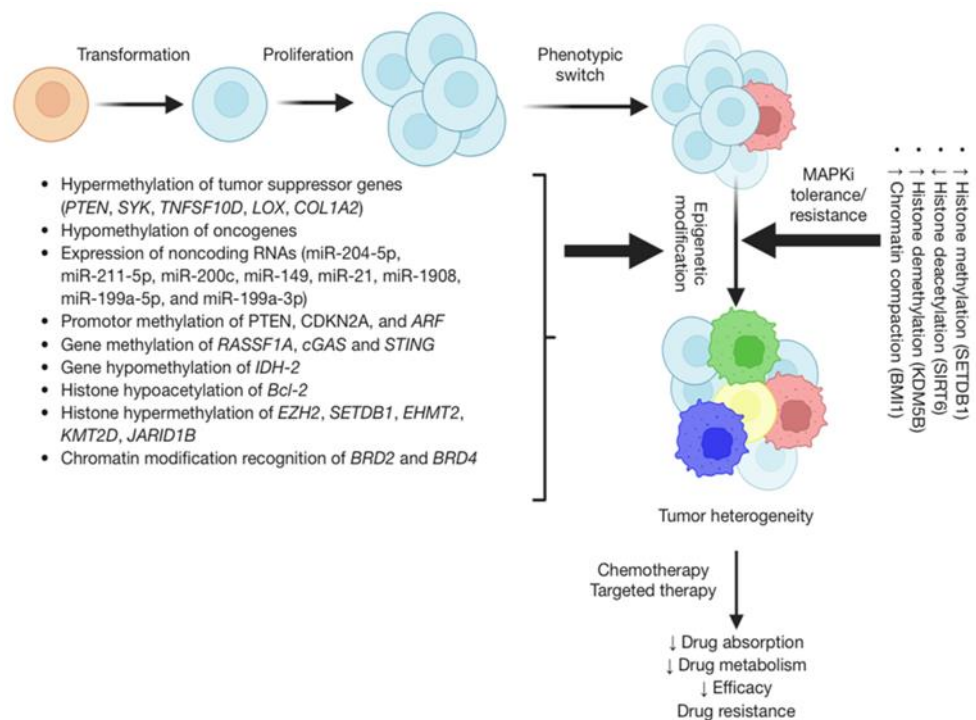 Transformation
Proliferation
Phenotypic
switch
• Hypermethylation of tumor suppressor genes
(PTEN, SYK, TNFSF10D, LOX, COL1A2)
• Hypomethylation of oncogenes
• Expression of noncoding RNAs (miR-204-5p,
miR-211-5p, miR-200c, miR-149, miR-21, miR-1908,
miR-199a-5p, and miR-199a-3p)
• Promotor methylation of PTEN, CDKN2A, and ARF
• Gene methylation of RASSF1A, cGAS and STING
• Gene hypomethylation of IDH-2
• Histone hypoacetylation of Bcl-2
• Histone hypermethylation of EZH2, SETDB1, EHMT2,
KMT2D, JARID1B
• Chromatin modification recognition of BRD2 and BRD4
Epigenetic
modification
MAPKi
tolerance/
resistance
• ↑ Histone methylation (SETDB1)
• ↓ Histone deacetylation (SIRT6)
• ↑ Histone demethylation (KDM5B)
• ↑ Chromatin compaction (BMI1)
Tumor heterogeneity
Chemotherapy
Targeted therapy
↓ Drug absorption
↓ Drug metabolism
↓ Efficacy
Drug resistance